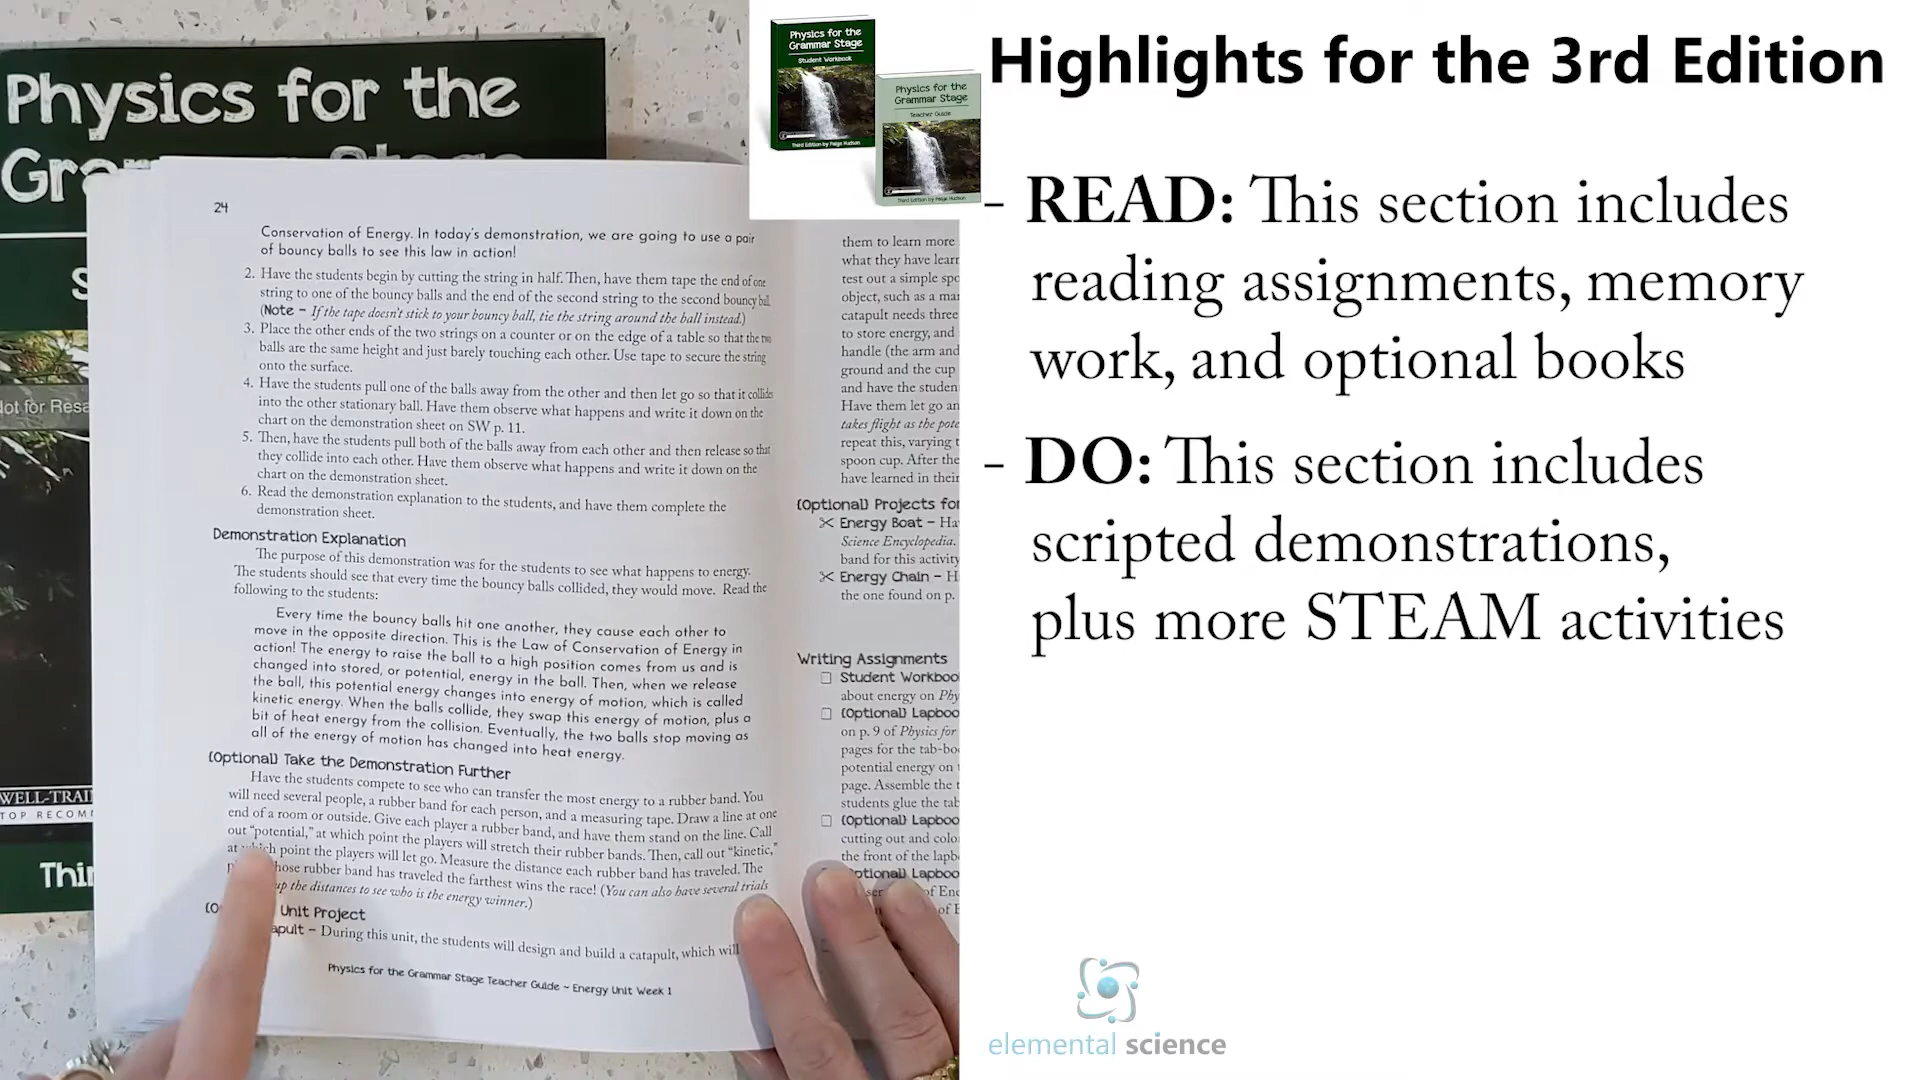 Physics for the
Gra
S
Not for Resa
WELL-TRAI
TOP RECOM
Thir
24
Conservation of Energy. In today's demonstration, we are going to use a pair
of bouncy balls to see this law in action!
2. Have the students begin by cutting the string in half. Then, have them tape the end of one
string to one of the bouncy balls and the end of the second string to the second bouncy ball.
(Note – If the tape doesn't stick to your bouncy ball, tie the string around the ball instead.)
3. Place the other ends of the two strings on a counter or on the edge of a table so that the two
balls are the same height and just barely touching each other. Use tape to secure the string
onto the surface.
4. Have the students pull one of the balls away from the other and then let go so that it collides
into the other stationary ball. Have them observe what happens and write it down on the
chart on the demonstration sheet on SW p. 11.
5. Then, have the students pull both of the balls away from each other and then release so that
they collide into each other. Have them observe what happens and write it down on the
chart on the demonstration sheet.
6. Read the demonstration explanation to the students, and have them complete the
demonstration sheet.
Demonstration Explanation
The purpose of this demonstration was for the students to see what happens to energy.
The students should see that every time the bouncy balls collided, they would move. Read the
following to the students:
Every time the bouncy balls hit one another, they cause each other to
move in the opposite direction. This is the Law of Conservation of Energy in
action! The energy to raise the ball to a high position comes from us and is
changed into stored, or potential, energy in the ball. Then, when we release
the ball, this potential energy changes into energy of motion, which is called
kinetic energy. When the balls collide, they swap this energy of motion, plus a
bit of heat energy from the collision. Eventually, the two balls stop moving as
all of the energy of motion has changed into heat energy.
(Optional) Take the Demonstration Further
Have the students compete to see who can transfer the most energy to a rubber band. You
will need several people, a rubber band for each person, and a measuring tape. Draw a line at one
end of a room or outside. Give each player a rubber band, and have them stand on the line. Call
out "potential," at which point the players will stretch their rubber bands. Then, call out "kinetic,"
at which point the players will let go. Measure the distance each rubber band has traveled. The
hose rubber band has traveled the farthest wins the race! (You can also have several trials
up the distances to see who is the energy winner.)
(O Unit Project
apult – During this unit, the students will design and build a catapult, which will
Physics for the Grammar Stage Teacher Guide ~ Energy Unit Week 1
them to learn more
what they have learn
test out a simple spo
object, such as a mar
catapult needs three
to store energy, and
handle (the arm and
ground and the cup
and have the studen
Have them let go an
takes flight as the pote
repeat this, varying t
spoon cup. After the
have learned in their
(Optional) Projects for
Energy Boat – Ha
Science Encyclopedia.
band for this activity
Energy Chain – H
the one found on p.
Writing Assignments
Student Workboo
about energy on Phy
(Optional) Lapboo
on p. 9 of Physics for
pages for the tab-boo
potential energy on
page. Assemble the t
students glue the tab
(Optional) Lapboo
cutting out and colo
the front of the lapb
ptional) Lapboo
of En
of E
Physics for the
Grammar Stage
Student Workbook
Third Edition by Paige Hudson
Physics for the
Grammar Stage
Teacher Guide
Third Edition by Paige Hudson
Highlights for the 3rd Edition
- READ: This section includes
reading assignments, memory
work, and optional books
- DO: This section includes
scripted demonstrations,
plus more STEAM activities
elemental science